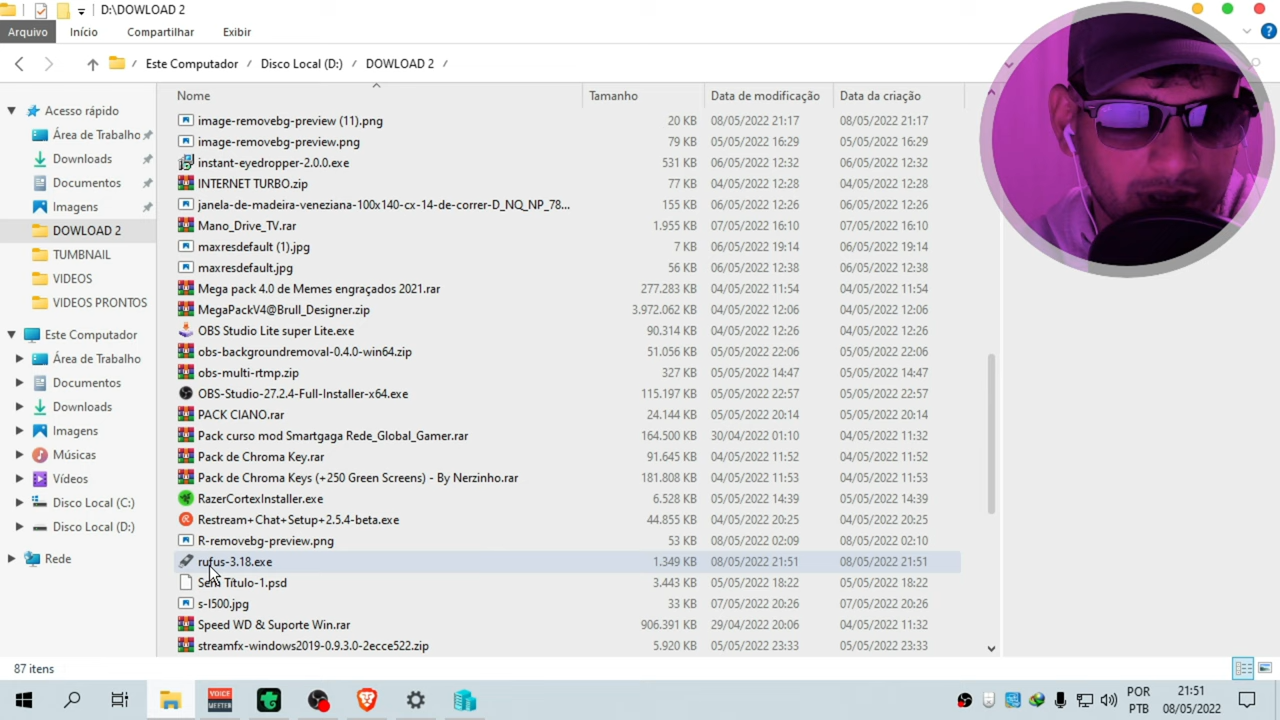 D:\DOWLOAD 2
Arquivo Início Compartilhar Exibir
Este Computador / Disco Local (D:) / DOWLOAD 2 /
Nome Tamanho Data de modificação Data da criação
Acesso rápido
Área de Trabalho
Downloads
Documentos
Imagens
DOWLOAD 2
TUMBNAIL
VIDEOS
VIDEOS PRONTOS
Este Computador
Área de Trabalho
Documentos
Downloads
Imagens
Músicas
Vídeos
Disco Local (C:)
Disco Local (D:)
Rede
image-removebg-preview (11).png 20 KB 08/05/2022 21:17 08/05/2022 21:17
image-removebg-preview.png 79 KB 05/05/2022 16:29 05/05/2022 16:29
instant-eyedropper-2.0.0.exe 531 KB 06/05/2022 12:32 06/05/2022 12:32
INTERNET TURBO.zip 77 KB 04/05/2022 12:28 04/05/2022 12:28
janela-de-madeira-veneziana-100x140-cx-14-de-correr-D_NQ_NP_78... 155 KB 06/05/2022 12:26 06/05/2022 12:26
Mano_Drive_TV.rar 1.955 KB 07/05/2022 16:10 07/05/2022 16:10
maxresdefault (1).jpg 7 KB 06/05/2022 19:14 06/05/2022 19:14
maxresdefault.jpg 56 KB 06/05/2022 12:38 06/05/2022 12:38
Mega pack 4.0 de Memes engraçados 2021.rar 277.283 KB 04/05/2022 11:54 04/05/2022 11:54
MegaPackV4@Brull_Designer.zip 3.972.062 KB 04/05/2022 12:06 04/05/2022 12:06
OBS Studio Lite super Lite.exe 90.314 KB 04/05/2022 12:26 04/05/2022 12:26
obs-backgroundremoval-0.4.0-win64.zip 51.056 KB 05/05/2022 22:06 05/05/2022 22:06
obs-multi-rtmp.zip 327 KB 05/05/2022 14:47 05/05/2022 14:47
OBS-Studio-27.2.4-Full-Installer-x64.exe 115.197 KB 05/05/2022 22:57 05/05/2022 22:57
PACK CIANO.rar 24.144 KB 05/05/2022 20:14 05/05/2022 20:14
Pack curso mod Smartgaga Rede_Global_Gamer.rar 164.500 KB 30/04/2022 01:10 04/05/2022 11:32
Pack de Chroma Key.rar 91.645 KB 04/05/2022 11:52 04/05/2022 11:52
Pack de Chroma Keys (+250 Green Screens) - By Nerzinho.rar 181.808 KB 04/05/2022 11:53 04/05/2022 11:53
RazerCortexInstaller.exe 6.528 KB 05/05/2022 14:39 05/05/2022 14:39
Restream+Chat+Setup+2.5.4-beta.exe 44.855 KB 04/05/2022 20:25 04/05/2022 20:25
R-removebg-preview.png 53 KB 08/05/2022 02:09 08/05/2022 02:10
rufus-3.18.exe 1.349 KB 08/05/2022 21:51 08/05/2022 21:51
Sem Título-1.psd 3.443 KB 05/05/2022 18:22 05/05/2022 18:22
s-l500.jpg 33 KB 07/05/2022 20:26 07/05/2022 20:26
Speed WD & Suporte Win.rar 906.391 KB 29/04/2022 20:06 04/05/2022 11:32
streamfx-windows2019-0.9.3.0-2ecce522.zip 5.920 KB 05/05/2022 23:33 05/05/2022 23:33
87 itens
VOICE MEETER
POR
PTB
21:51
08/05/2022